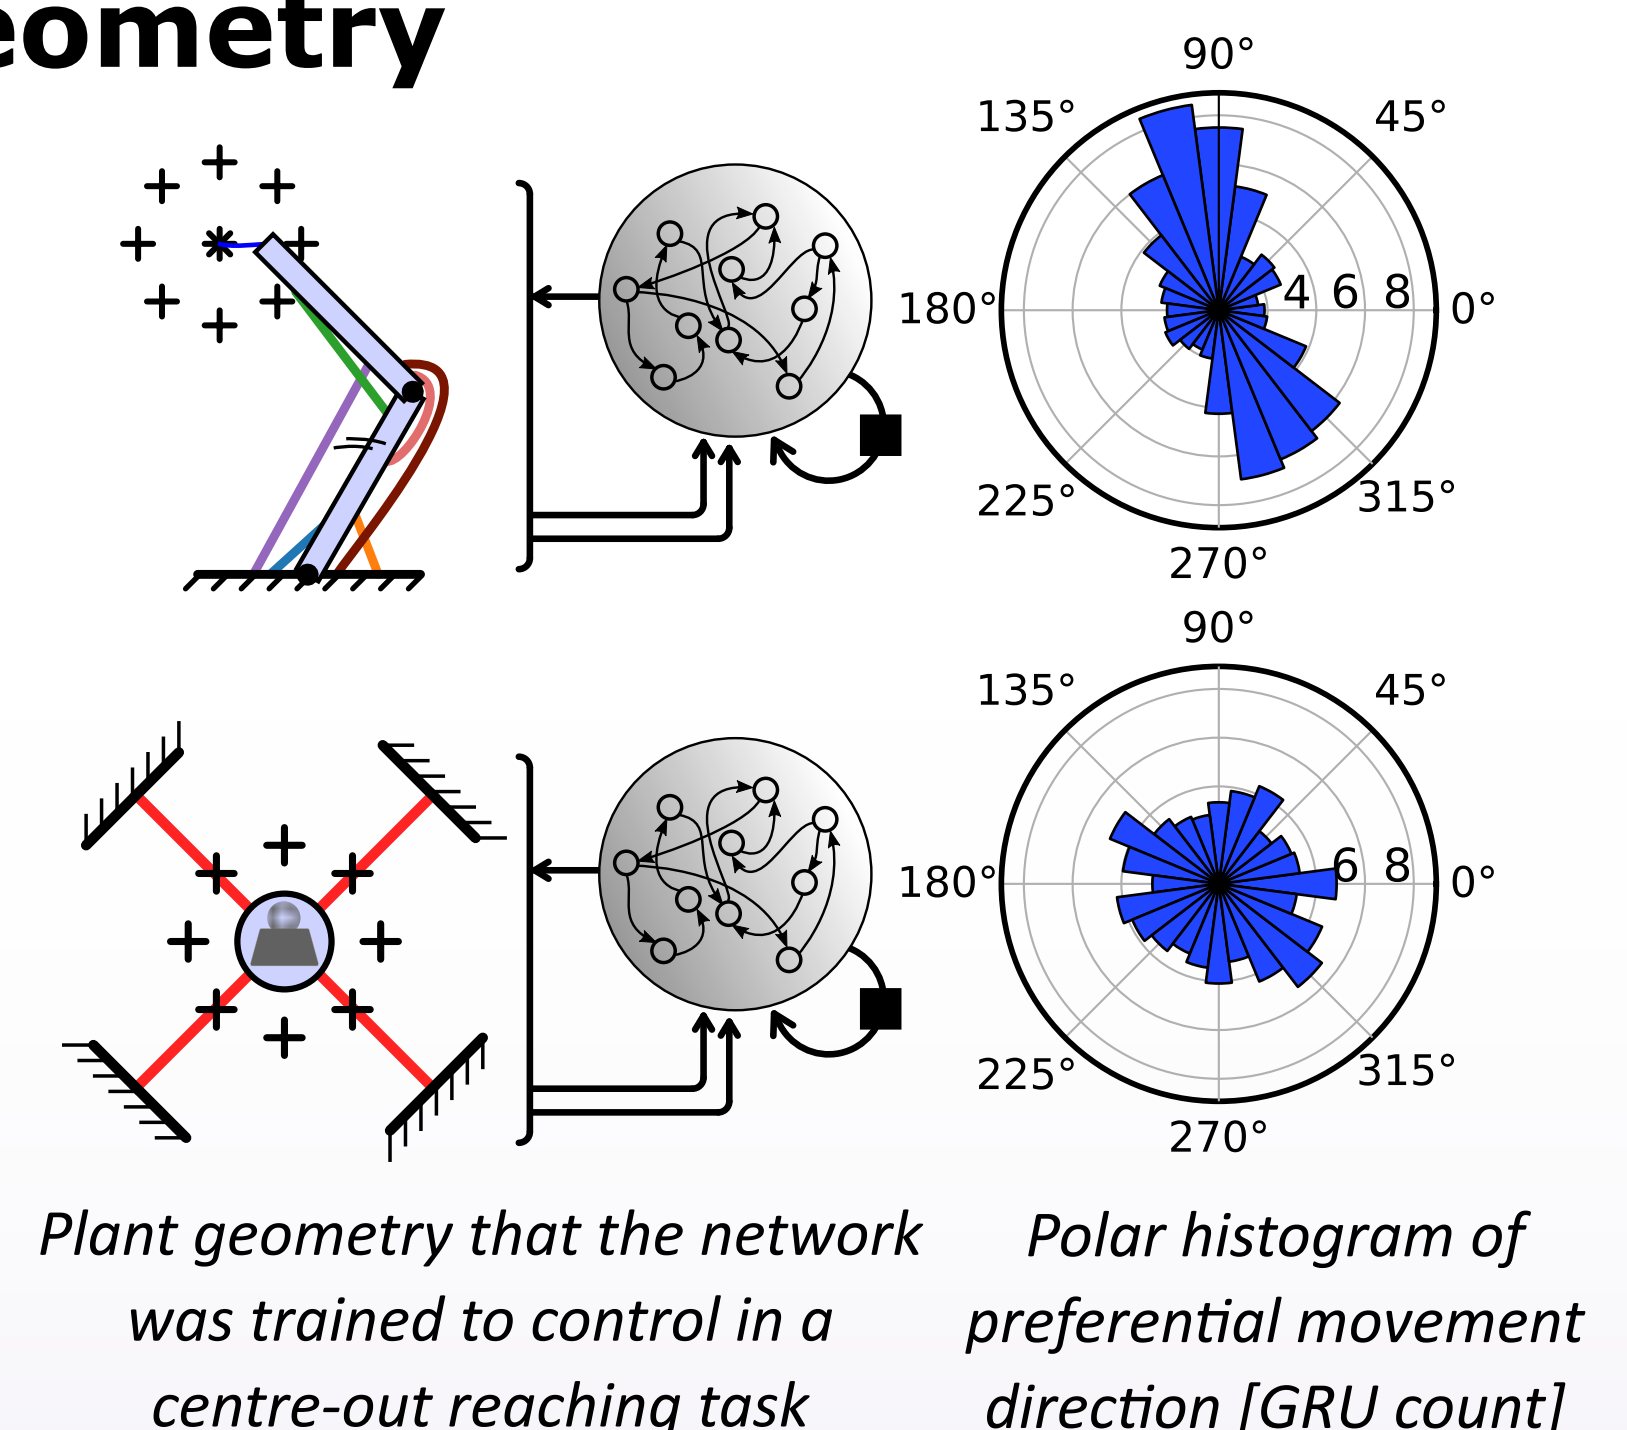 eometry
90°
135°
45°
180°
4 6 8
0°
225°
315°
270°
90°
135°
45°
180°
6 8
0°
225°
315°
270°
Plant geometry that the network
was trained to control in a
centre-out reaching task
Polar histogram of
preferential movement
direction [GRU count]